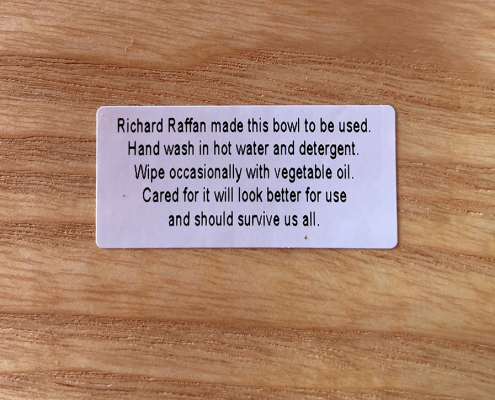 Richard Raffan made this bowl to be used.
Hand wash in hot water and detergent.
Wipe occasionally with vegetable oil.
Cared for it will look better for use
and should survive us all.